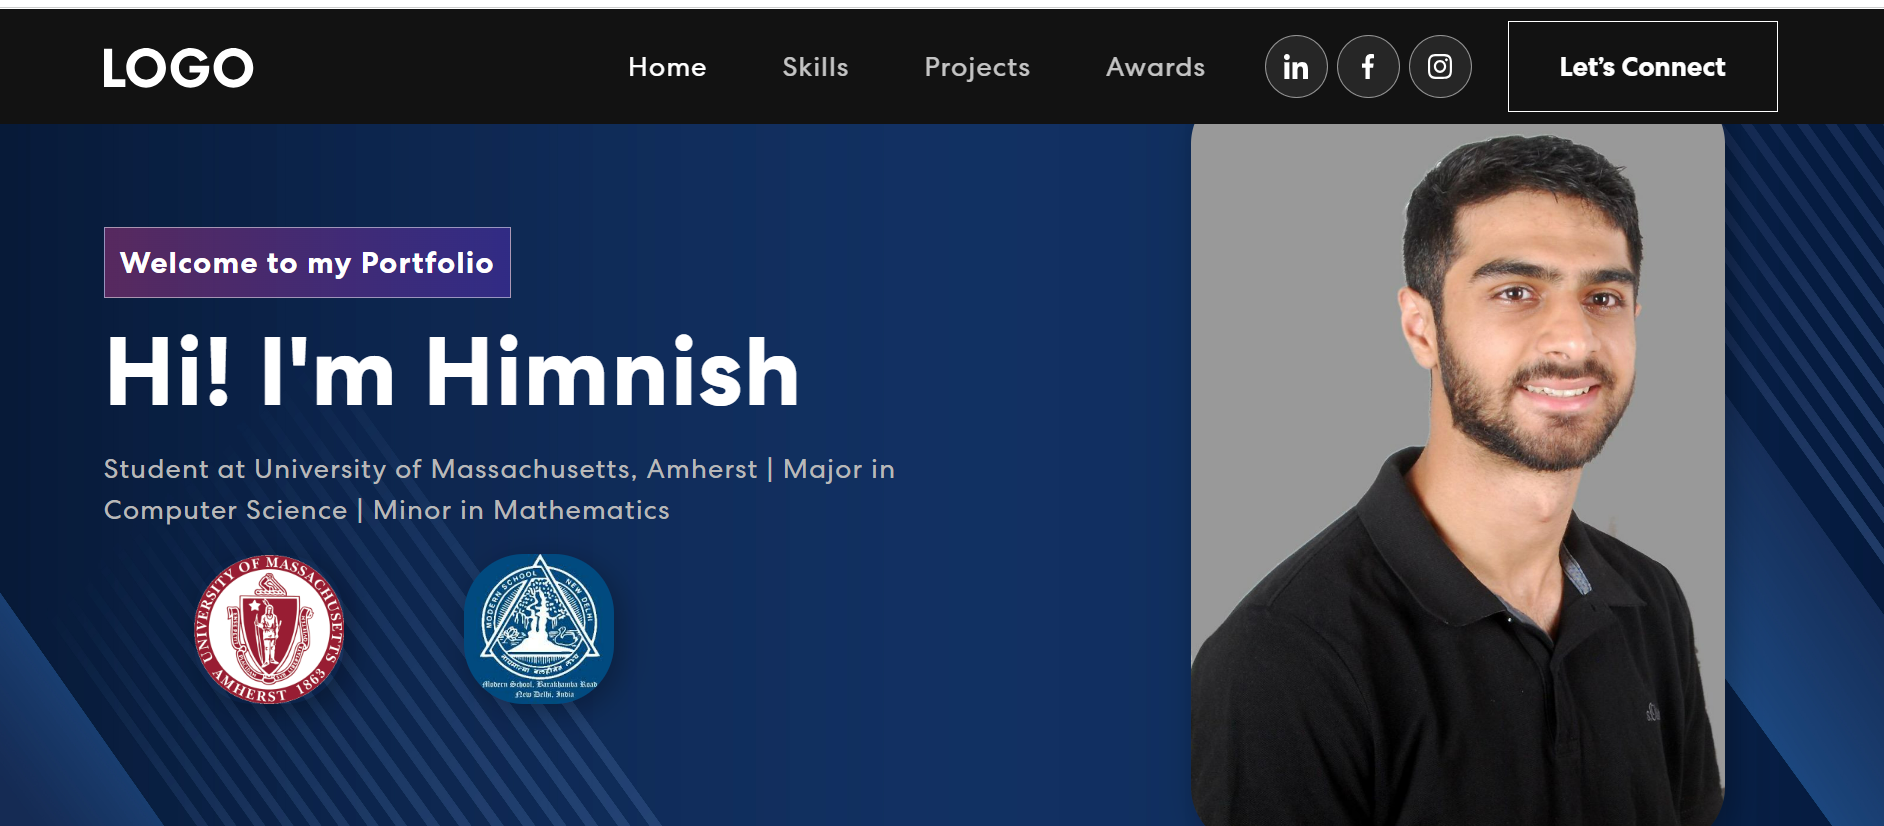 LOGO
Home
Skills
Projects
Awards
in
f
Let’s Connect
Welcome to my Portfolio
Hi! I'm Himnish
Student at University of Massachusetts, Amherst | Major in
Computer Science | Minor in Mathematics
UNIVERSITY OF MASSACHUSETTS
AMHERST 1863
MODERN SCHOOL NEW DELHI
Modern School, Barakhamba Road
New Delhi, India